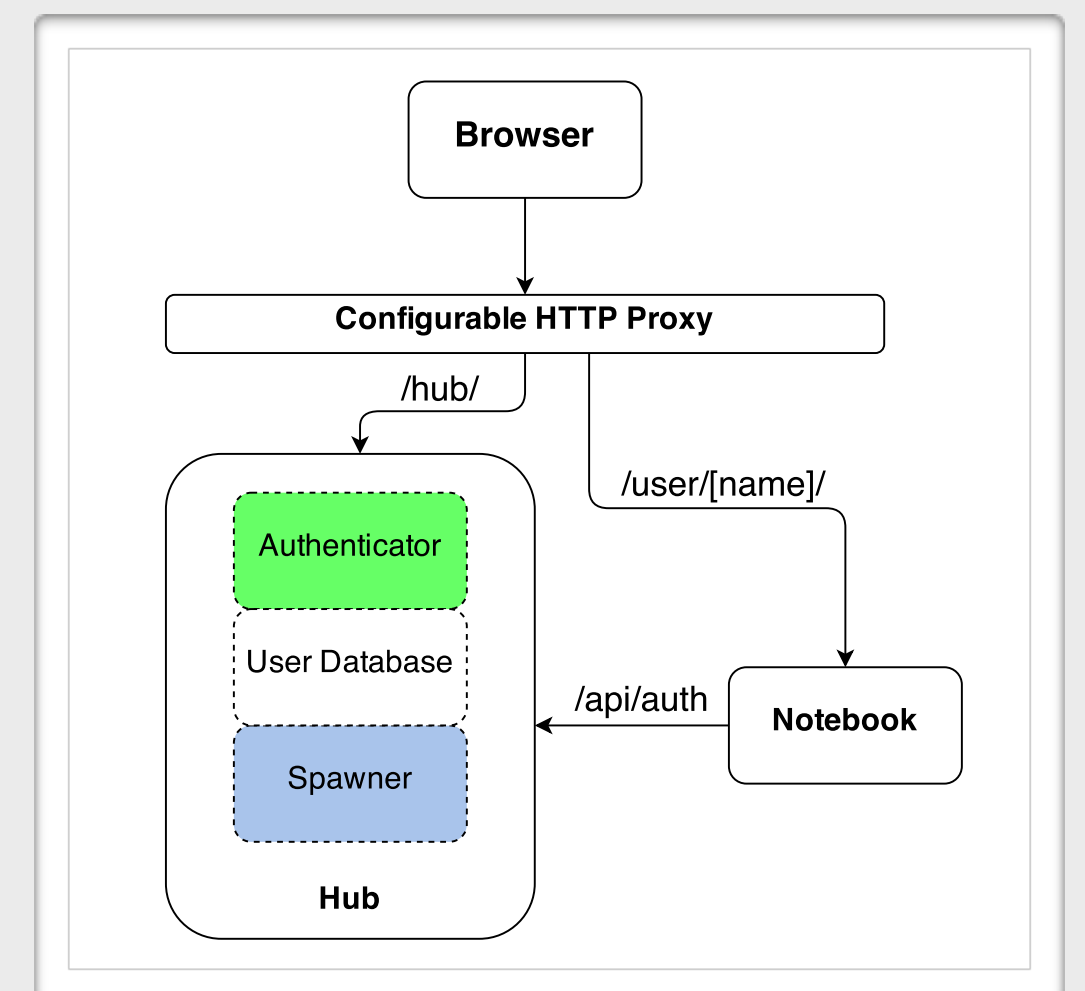 Browser
Configurable HTTP Proxy
/hub/
/user/[name]/
Authenticator
User Database
/api/auth
Notebook
Spawner
Hub